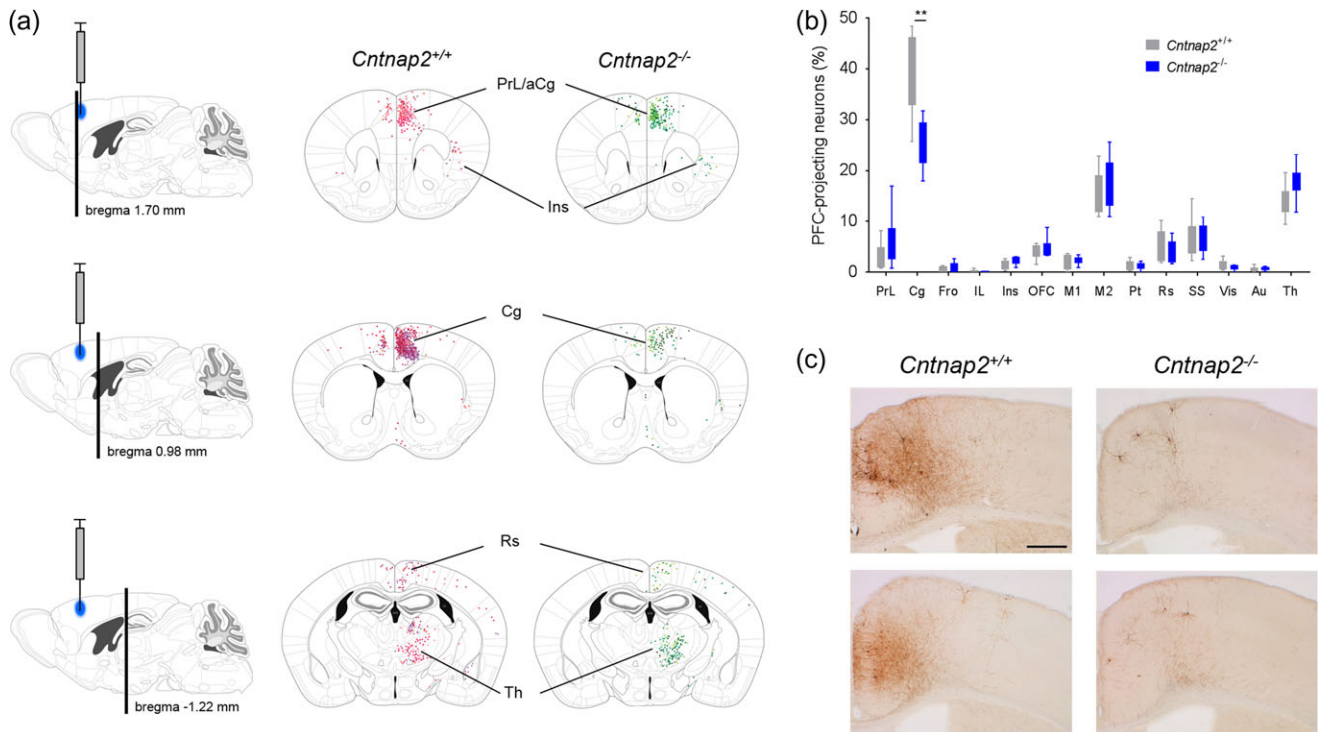 (a)
Cntnap2+/+
Cntnap2-/-
PrL/aCg
Ins
bregma 1.70 mm
Cg
bregma 0.98 mm
Rs
Th
bregma -1.22 mm
(b)
PFC-projecting neurons (%)
50
40
30
20
10
0
**
Cntnap2+/+
Cntnap2-/-
PrL Cg Fro IL Ins OFC M1 M2 Pt Rs SS Vis Au Th
(c)
Cntnap2+/+
Cntnap2-/-